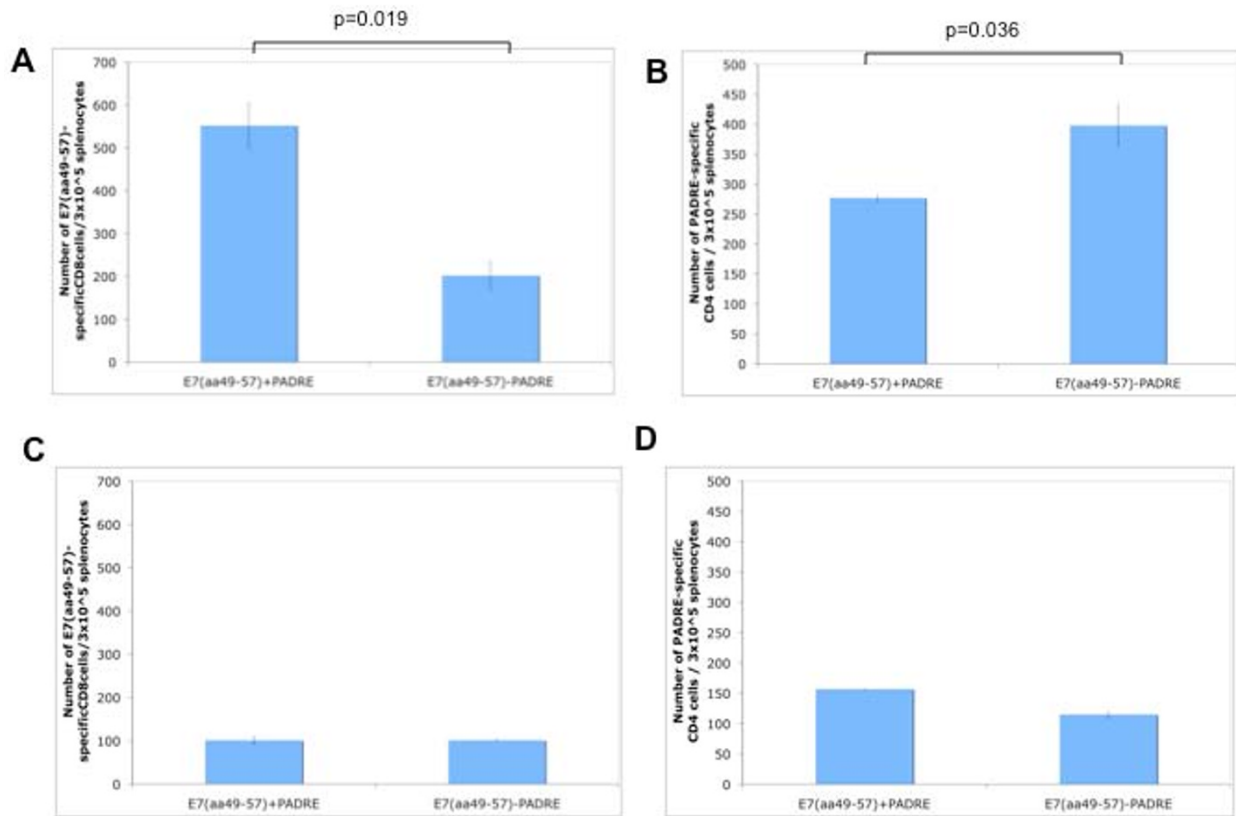 p=0.019
A
700
600
500
400
300
200
100
0
Number of E7(aa49-57)-
specificCD8cells/3x10^5 splenocytes
E7(aa49-57)+PADRE
E7(aa49-57)-PADRE
p=0.036
B
500
450
400
350
300
250
200
150
100
50
0
Number of PADRE-specific
CD4 cells / 3x10^5 splenocytes
E7(aa49-57)+PADRE
E7(aa49-57)-PADRE
C
700
600
500
400
300
200
100
0
Number of E7(aa49-57)-
specificCD8cells/3x10^5 splenocytes
E7(aa49-57)+PADRE
E7(aa49-57)-PADRE
D
500
450
400
350
300
250
200
150
100
50
0
Number of PADRE-specific
CD4 cells / 3x10^5 splenocytes
E7(aa49-57)+PADRE
E7(aa49-57)-PADRE